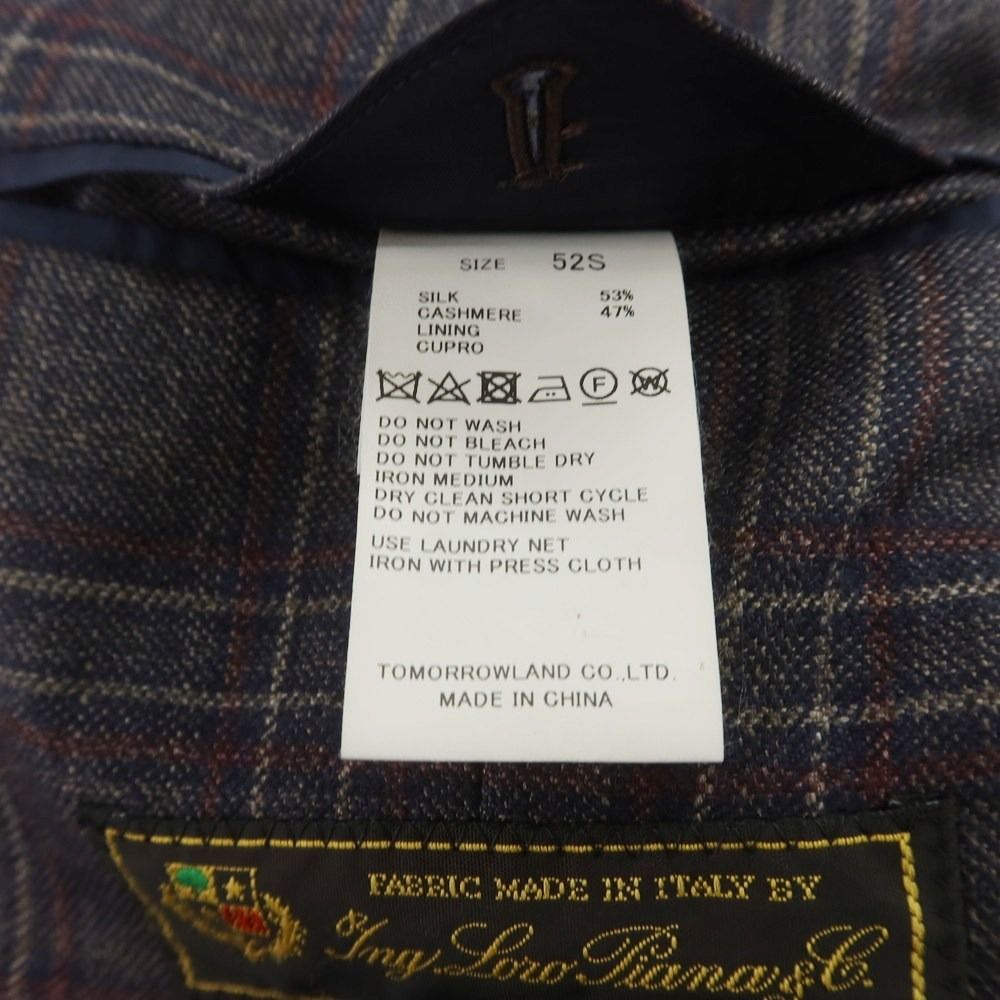 SIZE 52S
SILK 53%
CASHMERE 47%
LINING
CUPRO
F W
DO NOT WASH
DO NOT BLEACH
DO NOT TUMBLE DRY
IRON MEDIUM
DRY CLEAN SHORT CYCLE
DO NOT MACHINE WASH
USE LAUNDRY NET
IRON WITH PRESS CLOTH
TOMORROWLAND CO.,LTD.
MADE IN CHINA
FABRIC MADE IN ITALY BY
Ing Loro Piana & C.